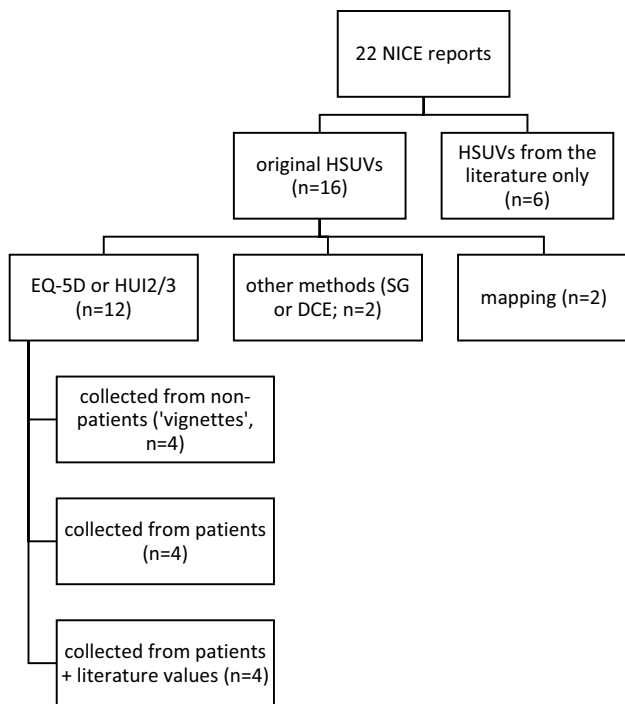 22 NICE reports
original HSUVs
(n=16)
HSUVs from the
literature only
(n=6)
EQ-5D or HUI2/3
(n=12)
other methods (SG
or DCE; n=2)
mapping (n=2)
collected from non-
patients ('vignettes',
n=4)
collected from patients
(n=4)
collected from patients
+ literature values (n=4)